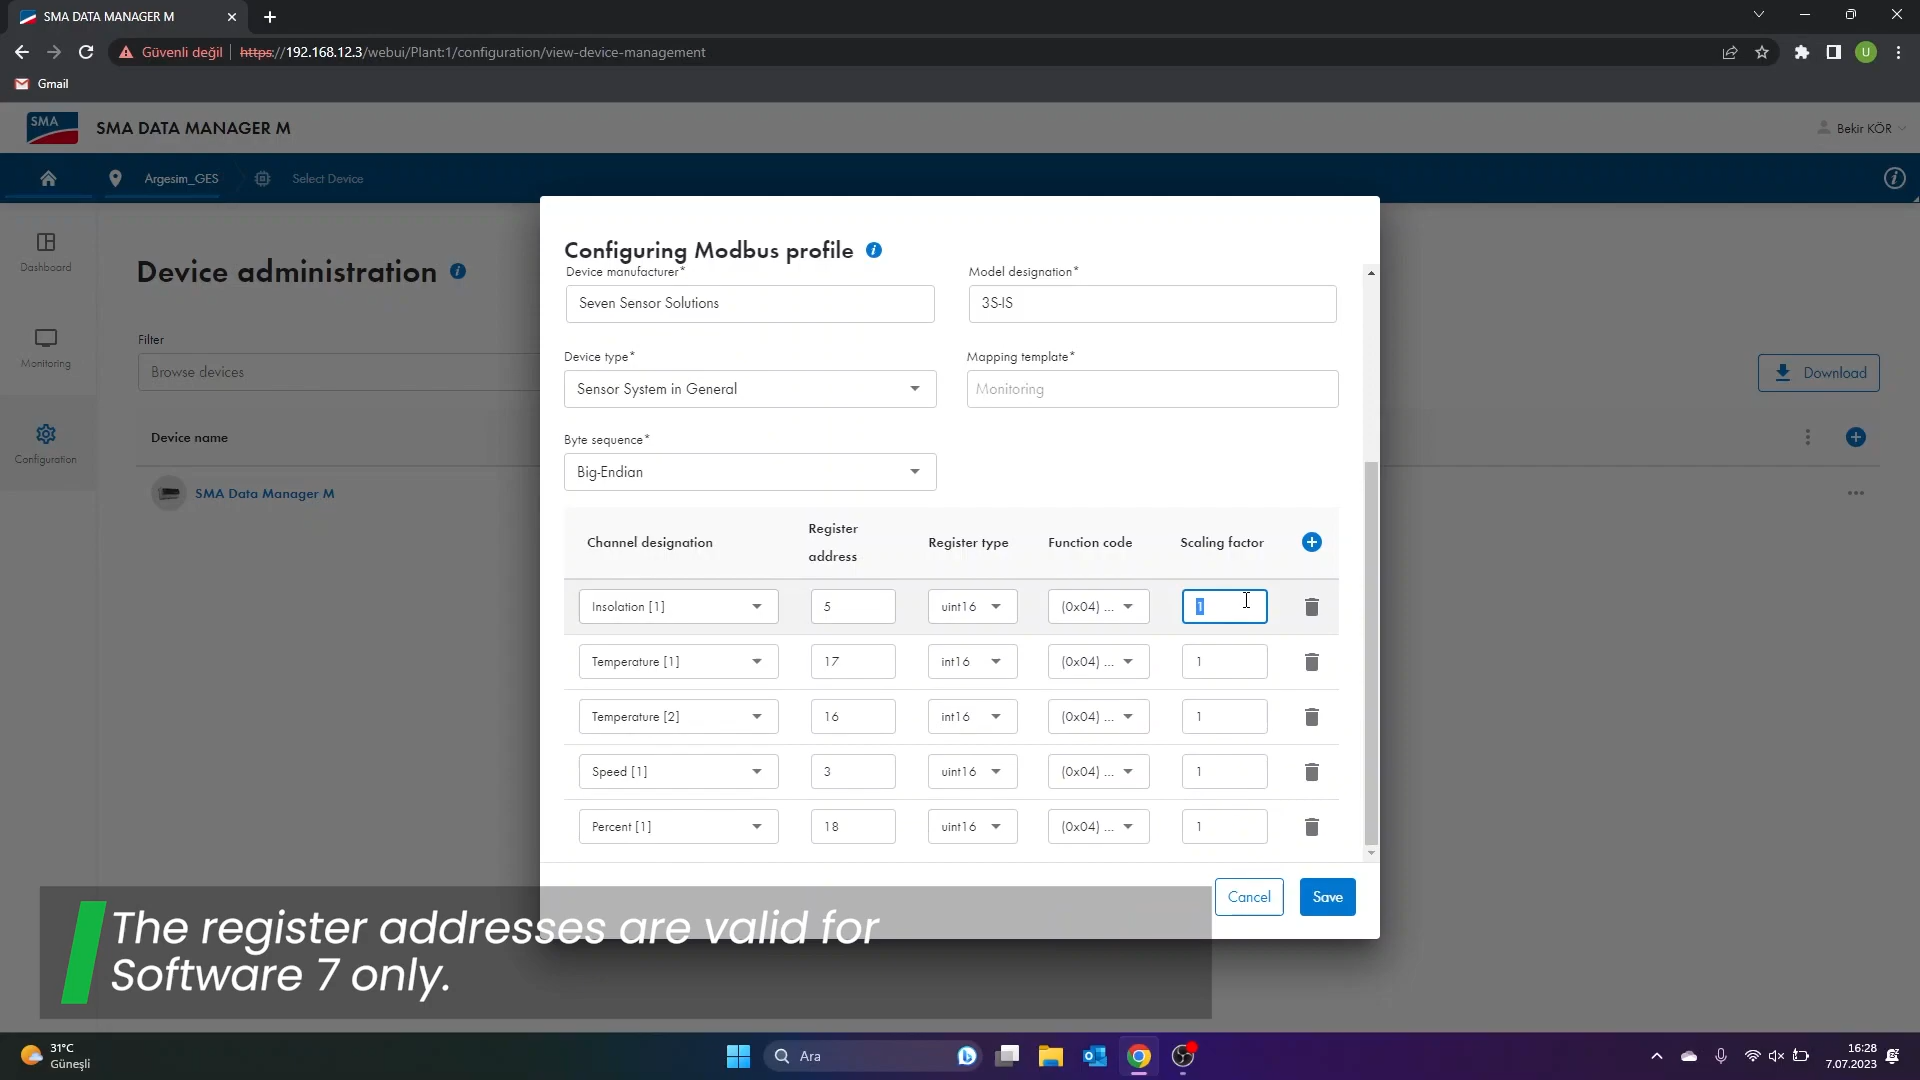 SMA DATA MANAGER M
Güvenli değil
https://192.168.12.3/webui/Plant:1/configuration/view-device-management
U
Gmail
SMA
SMA DATA MANAGER M
Bekir KÖR
Argesim_GES
Select Device
Dashboard
Monitoring
Configuration
Device administration
Filter
Browse devices
Download
Device name
SMA Data Manager M
Configuring Modbus profile
Device manufacturer*
Model designation*
Seven Sensor Solutions
3S-IS
Device type*
Mapping template*
Sensor System in General
Monitoring
Byte sequence*
Big-Endian
Channel designation
Register
address
Register type
Function code
Scaling factor
Insolation [1] 5 uint16 (0x04) ... 1
Temperature [1] 17 int16 (0x04) ... 1
Temperature [2] 16 int16 (0x04) ... 1
Speed [1] 3 uint16 (0x04) ... 1
Percent [1] 18 uint16 (0x04) ... 1
Cancel
Save
The register addresses are valid for
Software 7 only.
31°C
Güneşli
Ara
16:28
7.07.2023